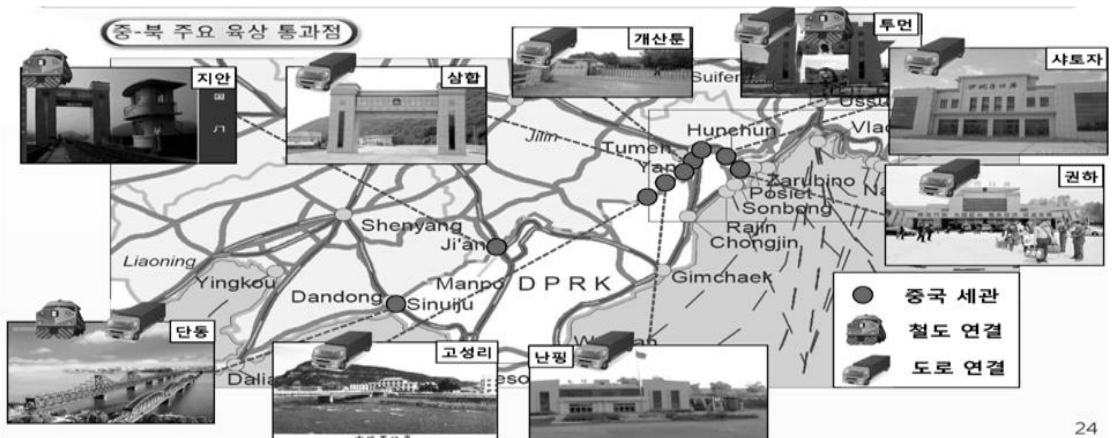 중-북 주요 육상 통과점
지안
삼합
개산툰
투먼
샤토자
권하
Suifen
Ussu
Jilin
Hunchun
Vlad
Tumen
Yan
Zarubino
Na
Posiet
Shenyang
Sonbong
Ji'an
Rajin
Chongjin
Liaoning
Yingkou
Manpo
DPRK
Gimchaek
Dandong
Sinuiju
중국 세관
철도 연결
도로 연결
단동
고성리
난핑
Dalia
24